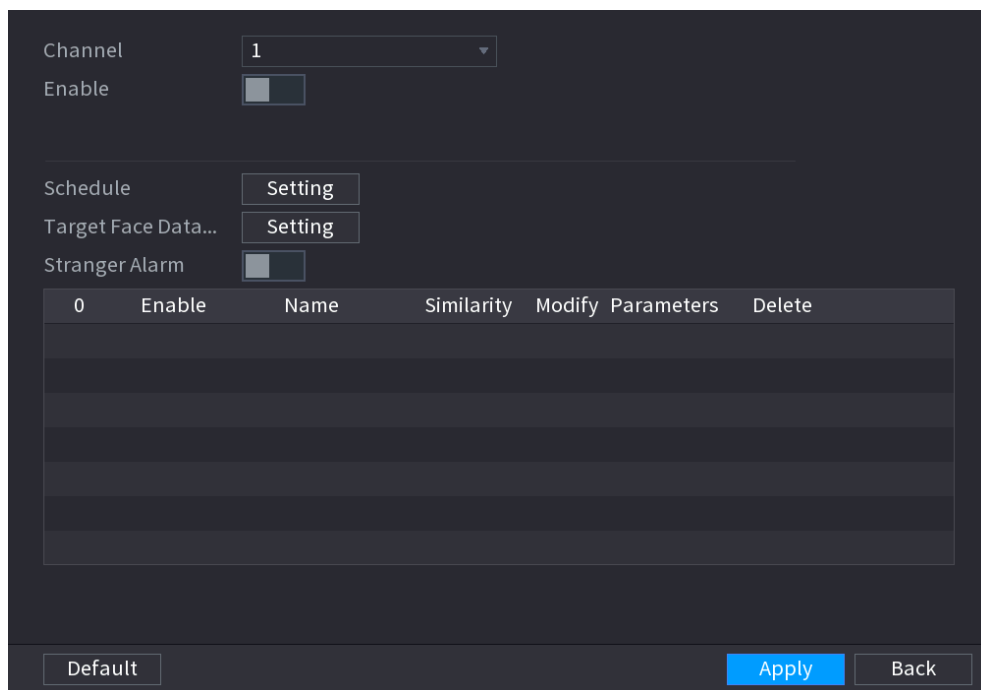 Channel 1
Enable
Schedule Setting
Target Face Data... Setting
Stranger Alarm
0 Enable Name Similarity Modify Parameters Delete
Default Apply Back